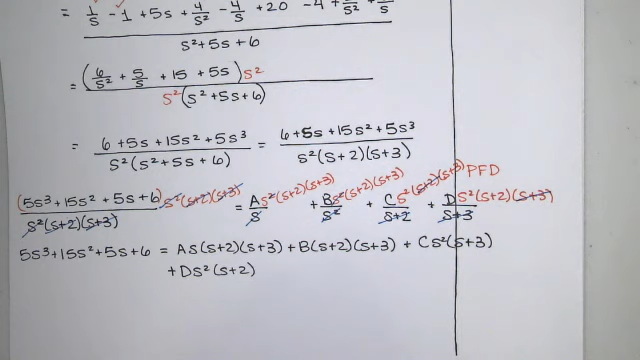 = 1/s - 1 + 5s + 4/s² - 4/s + 20 - 4 +
s² + 5s + 6
= (6/s² + 5/s + 15 + 5s) s²
s² (s² + 5s + 6)
= 6 + 5s + 15s² + 5s³ / s²(s² + 5s + 6) = 6 + 5s + 15s² + 5s³ / s²(s+2)(s+3)
PFD
(5s³ + 15s² + 5s + 6) s²(s+2)(s+3) / s²(s+2)(s+3) = A s²(s+2)(s+3) / s + B s²(s+2)(s+3) / s² + C s²(s+2)(s+3) / s+2 + D s²(s+2)(s+3) / s+3
5s³ + 15s² + 5s + 6 = As(s+2)(s+3) + B(s+2)(s+3) + Cs²(s+3)
+ Ds²(s+2)